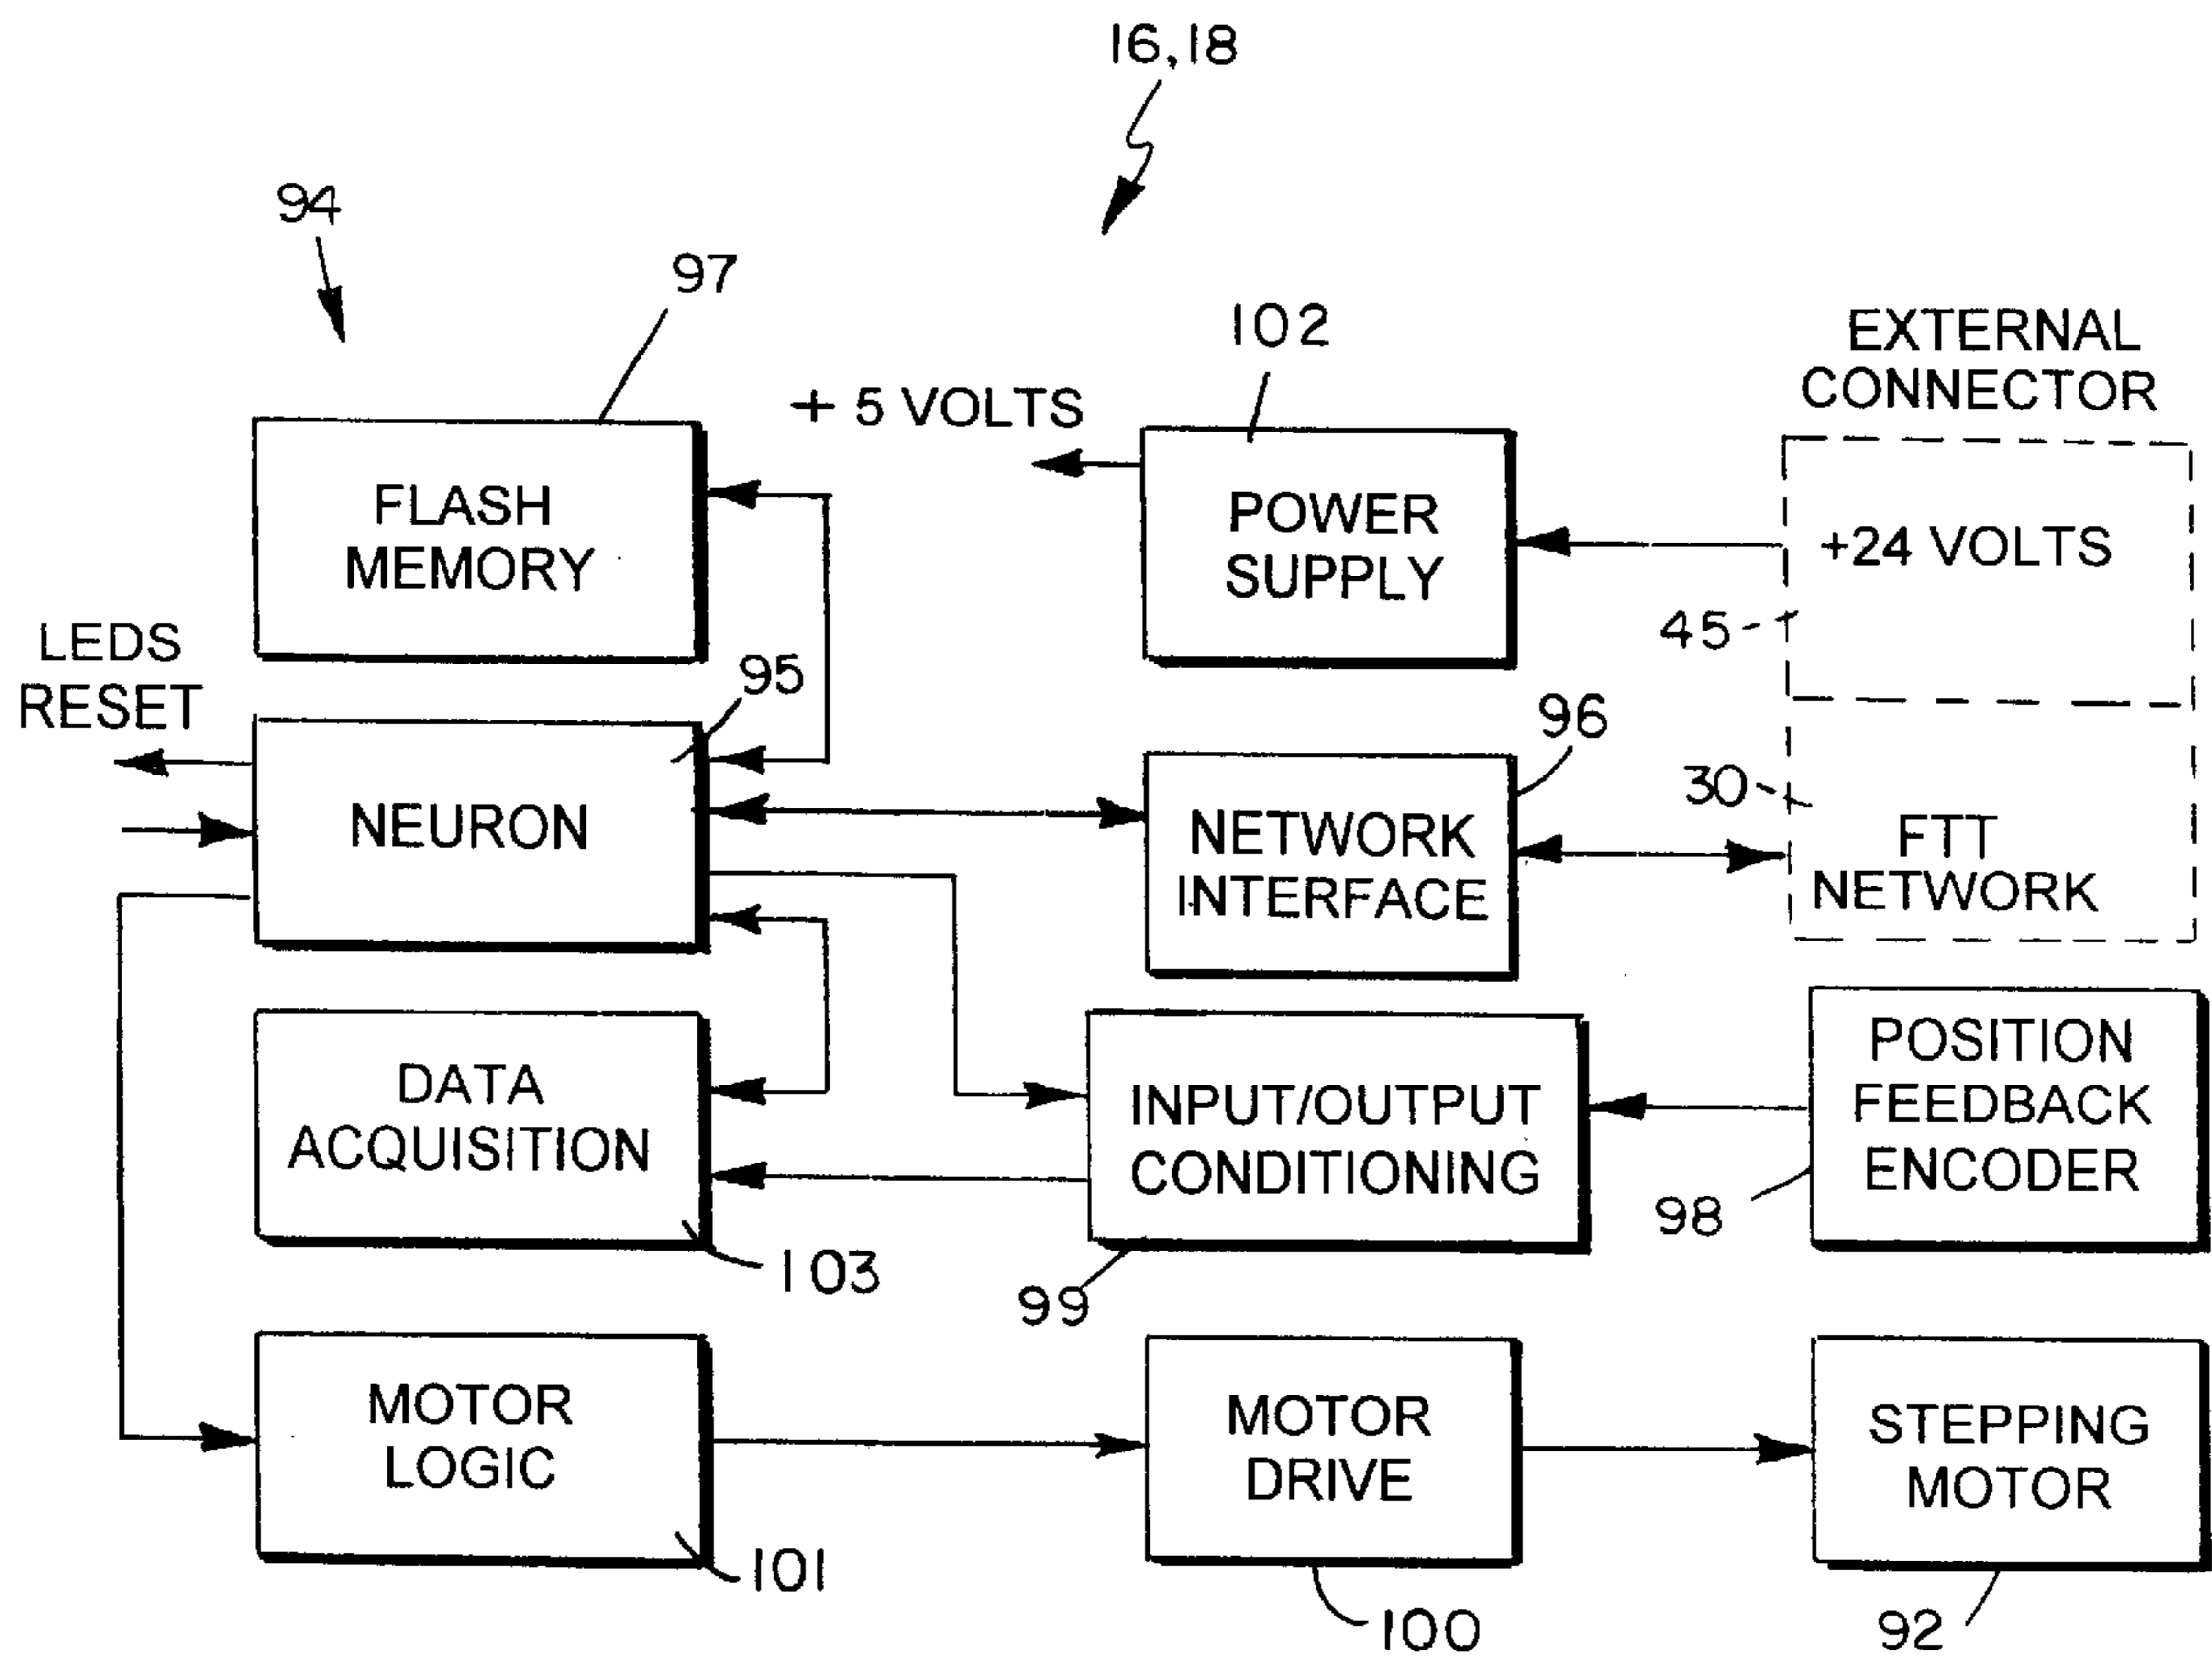 16,18
94
97
102
EXTERNAL
CONNECTOR
+ 5 VOLTS
FLASH
MEMORY
POWER
SUPPLY
+24 VOLTS
45
LEDS
RESET
95
96
30
NEURON
NETWORK
INTERFACE
FTT
NETWORK
DATA
ACQUISITION
INPUT/OUTPUT
CONDITIONING
POSITION
FEEDBACK
ENCODER
98
103
99
MOTOR
LOGIC
MOTOR
DRIVE
STEPPING
MOTOR
101
100
92